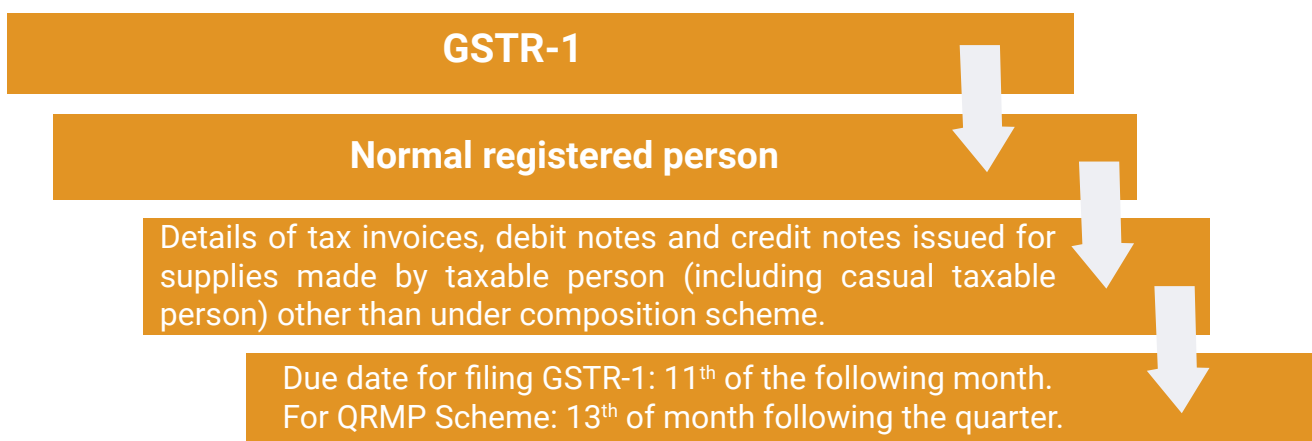 GSTR-1
Normal registered person
Details of tax invoices, debit notes and credit notes issued for
supplies made by taxable person (including casual taxable
person) other than under composition scheme.
Due date for filing GSTR-1: 11th of the following month.
For QRMP Scheme: 13th of month following the quarter.